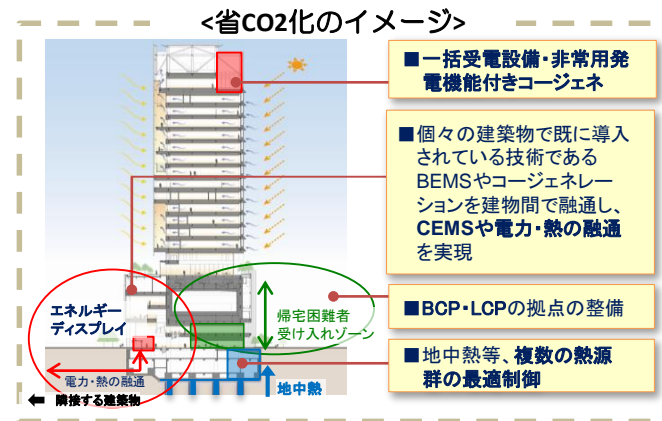 <省CO2化のイメージ>
■一括受電設備・非常用発
電機能付きコージェネ
■個々の建築物で既に導入
されている技術である
BEMSやコージェネレー
ションを建物間で融通し、
CEMSや電力・熱の融通
を実現
■BCP・LCPの拠点の整備
■地中熱等、複数の熱源
群の最適制御
エネルギー
ディスプレイ
帰宅困難者
受け入れゾーン
電力・熱の融通
地中熱
隣接する建築物